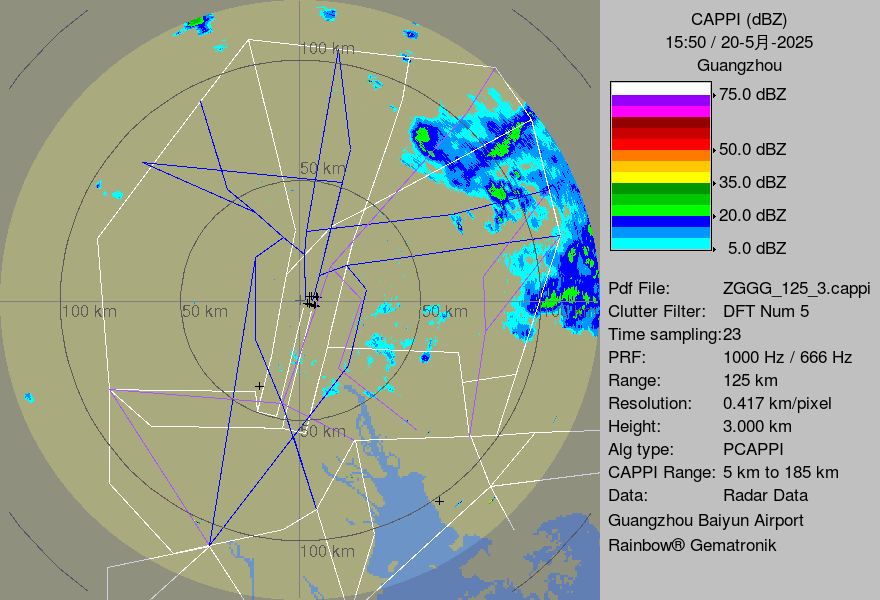 CAPPI (dBZ)
15:50 / 20-5月-2025
Guangzhou
75.0 dBZ
50.0 dBZ
35.0 dBZ
20.0 dBZ
5.0 dBZ
Pdf File: ZGGG_125_3.cappi
Clutter Filter: DFT Num 5
Time sampling:23
PRF: 1000 Hz / 666 Hz
Range: 125 km
Resolution: 0.417 km/pixel
Height: 3.000 km
Alg type: PCAPPI
CAPPI Range: 5 km to 185 km
Data: Radar Data
Guangzhou Baiyun Airport
Rainbow® Gematronik
100 km
50 km
100 km
50 km
50 km
50 km
100 km